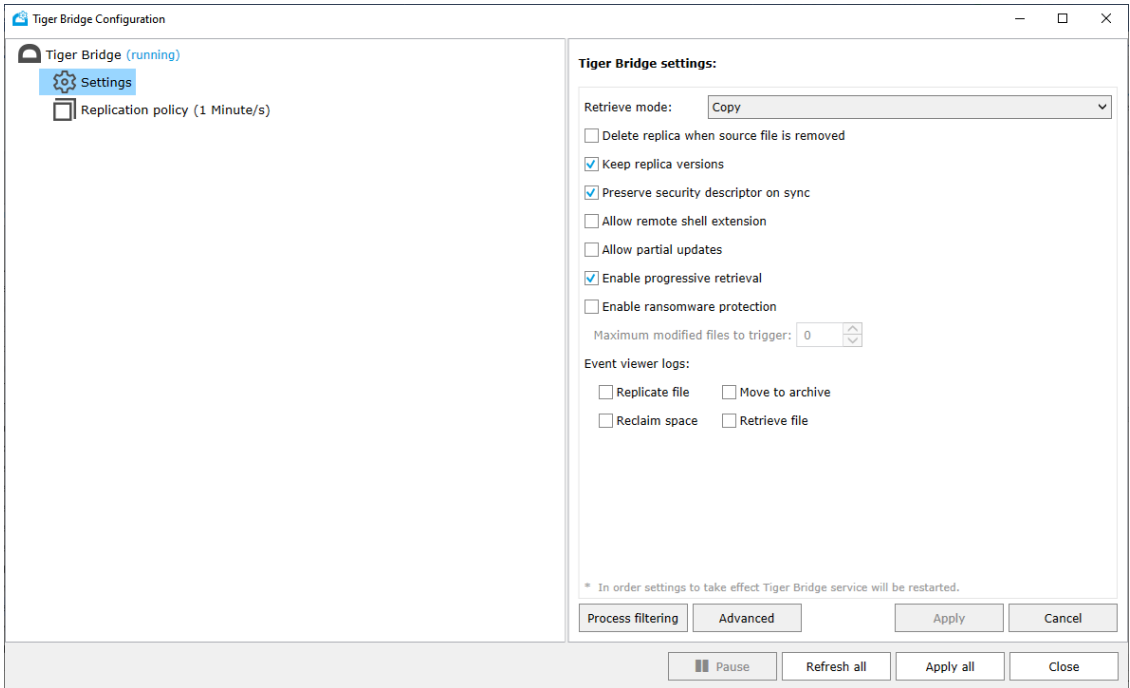 Tiger Bridge Configuration
Tiger Bridge (running)
Settings
Replication policy (1 Minute/s)
Tiger Bridge settings:
Retrieve mode: Copy
Delete replica when source file is removed
Keep replica versions
Preserve security descriptor on sync
Allow remote shell extension
Allow partial updates
Enable progressive retrieval
Enable ransomware protection
Maximum modified files to trigger: 0
Event viewer logs:
Replicate file Move to archive
Reclaim space Retrieve file
* In order settings to take effect Tiger Bridge service will be restarted.
Process filtering Advanced Apply Cancel
Pause Refresh all Apply all Close